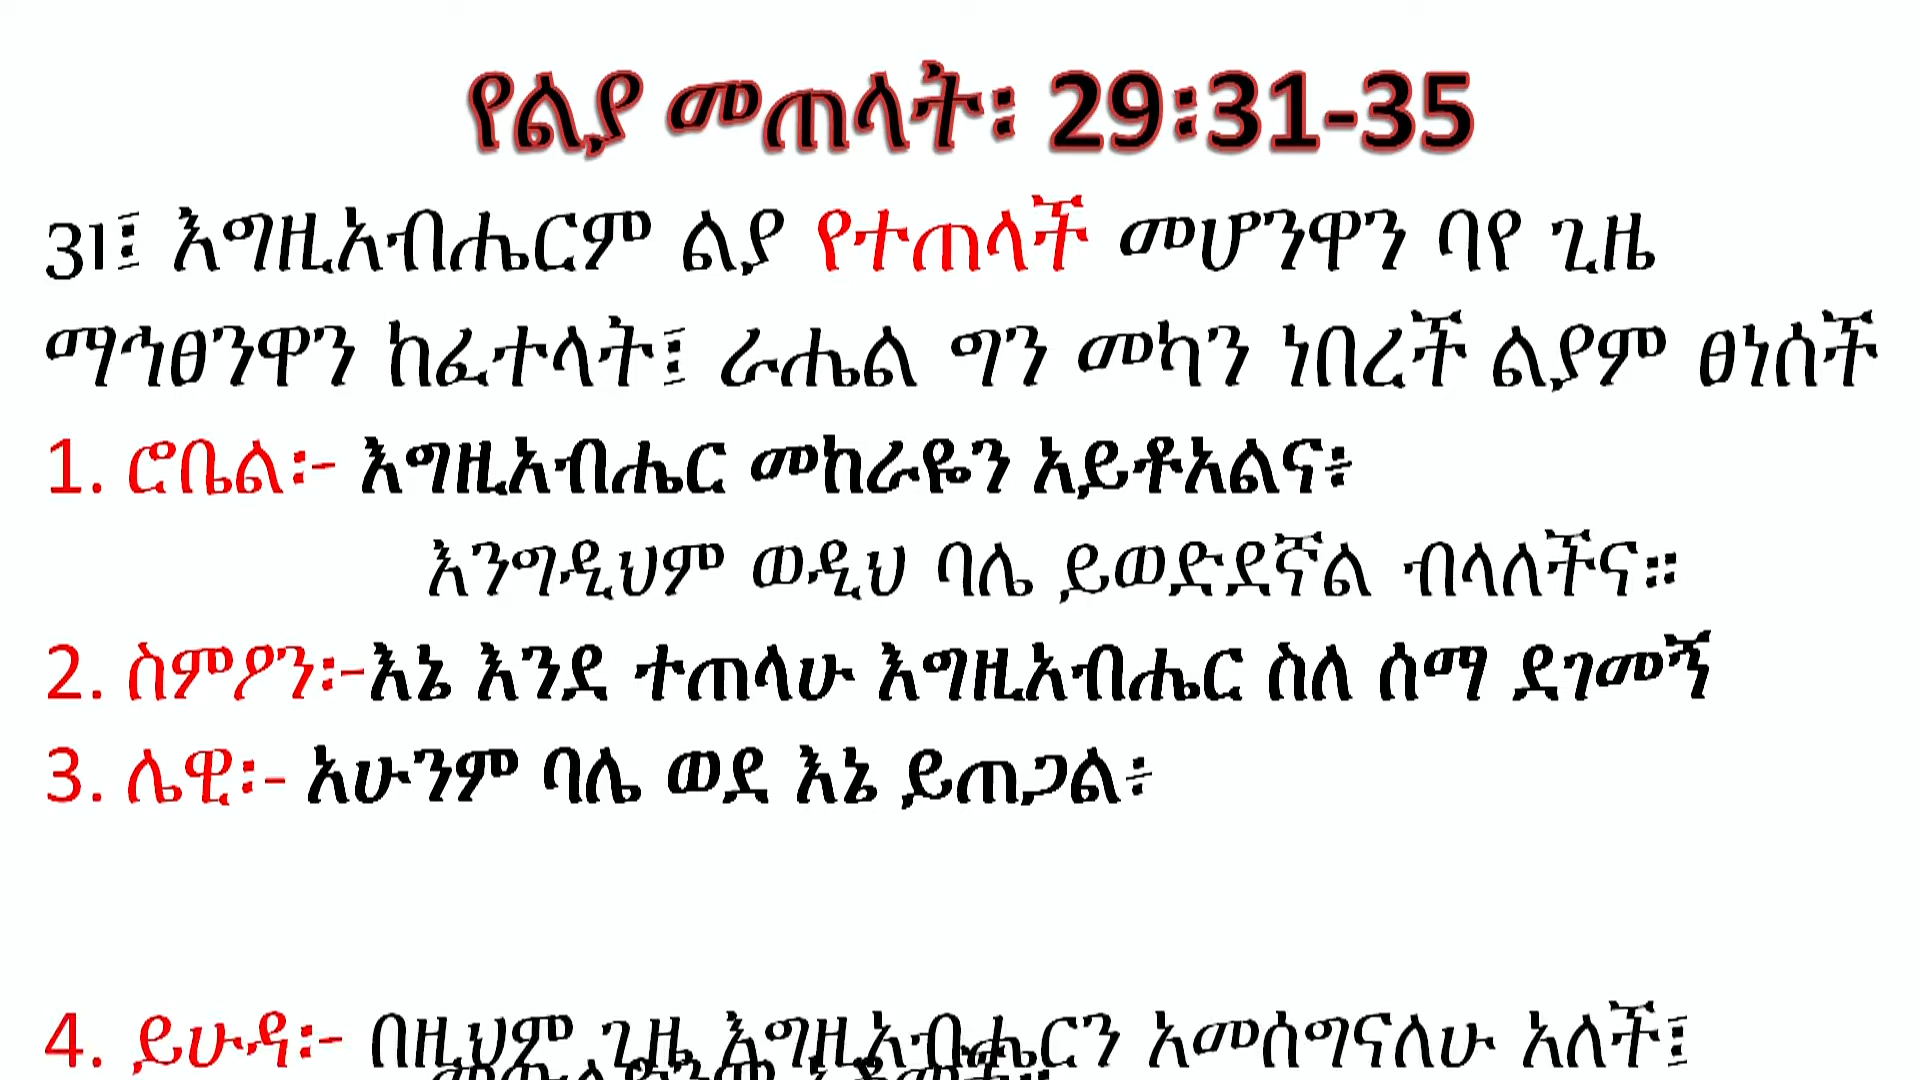 የልያ መጠላት፡ 29፡31-35
31፤ እግዚአብሔርም ልያ የተጠላች መሆንዋን ባየ ጊዜ
ማኅፀንዋን ከፈተላት፤ ራሔል ግን መካን ነበረች ልያም ፀነሰች
1. ሮቤል፡- እግዚአብሔር መከራዬን አይቶአልና፥
እንግዲህም ወዲህ ባሌ ይወድደኛል ብላለችና።
2. ስምዖን፡-እኔ እንደ ተጠላሁ እግዚአብሔር ስለ ሰማ ደገመኝ
3. ሌዊ፡- አሁንም ባሌ ወደ እኔ ይጠጋል፥
4. ይሁዳ፡- በዚህም ጊዜ እግዚአብሔርን አመሰግናለሁ አለች፤